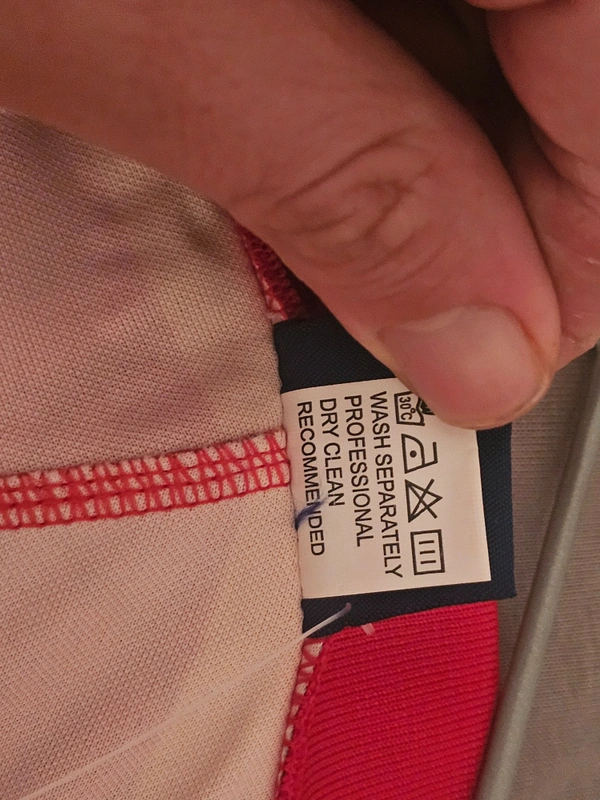 30°C
WASH SEPARATELY
PROFESSIONAL
DRY CLEAN
RECOMMENDED